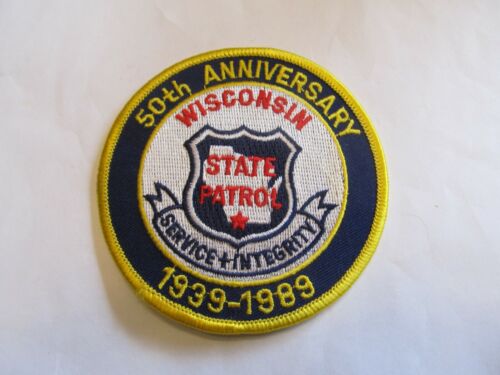 50th ANNIVERSARY
WISCONSIN
STATE
PATROL
SERVICE + INTEGRITY
1939-1989